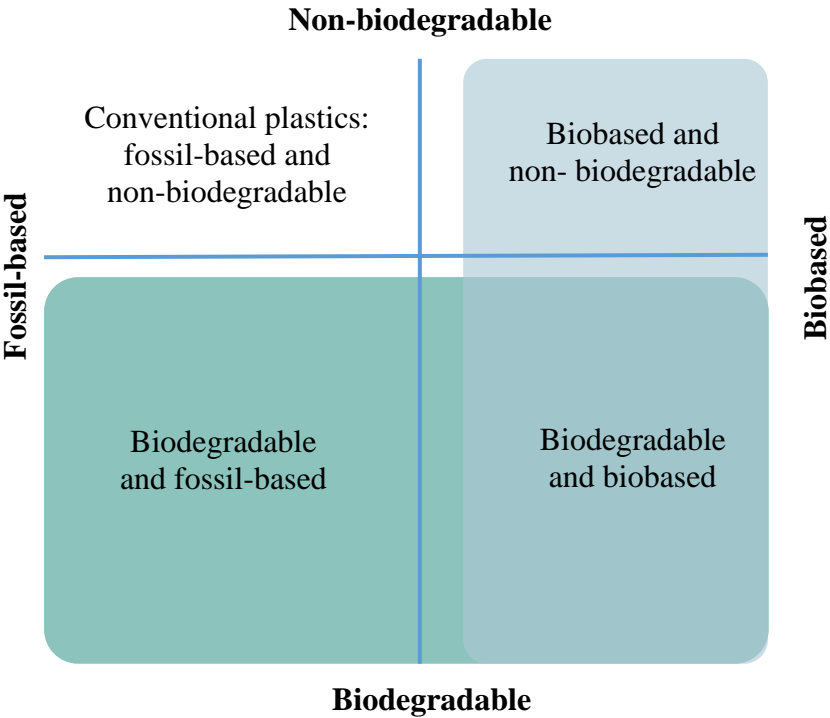 Non-biodegradable
Conventional plastics:
fossil-based and
non-biodegradable
Biobased and
non- biodegradable
Fossil-based
Biobased
Biodegradable
and fossil-based
Biodegradable
and biobased
Biodegradable